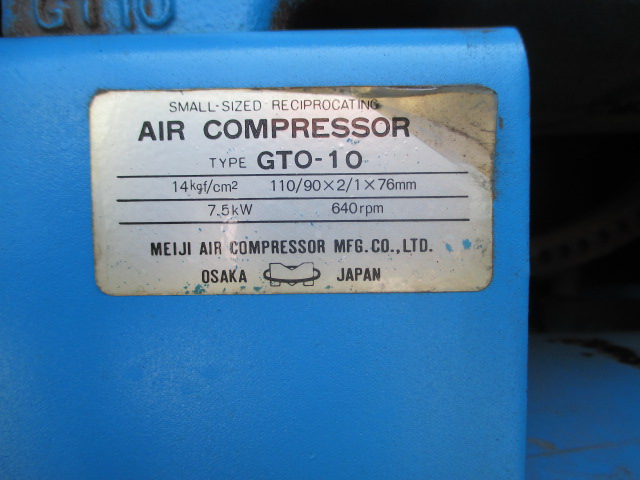 GT10
SMALL-SIZED RECIPROCATING
AIR COMPRESSOR
TYPE GTO-10
14kgf/cm2 110/90×2/1×76mm
7.5kW 640rpm
MEIJI AIR COMPRESSOR MFG.CO.,LTD.
OSAKA JAPAN